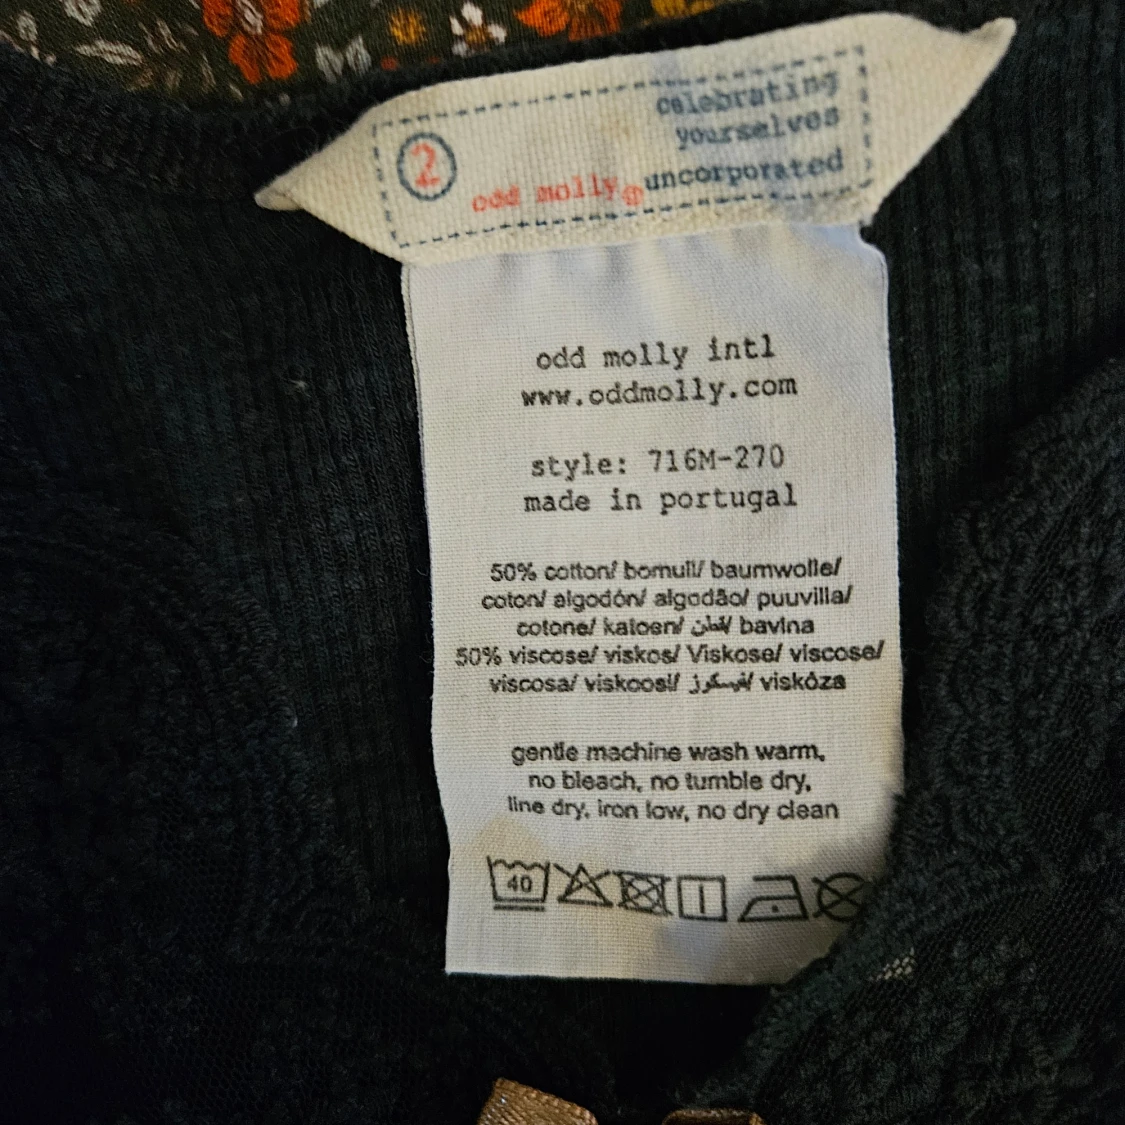 celebrating
yourselves
2 odd molly® uncorporated
odd molly intl
www.oddmolly.com
style: 716M-270
made in portugal
50% cotton/ bomull/ baumwolle/
coton/ algodón/ algodão/ puuvilla/
cotone/ katoen/ القطن/ bavlna
50% viscose/ viskos/ Viskose/ viscose/
viscosa/ viskoosi/ viskóza
gentle machine wash warm,
no bleach, no tumble dry,
line dry, iron low, no dry clean
40